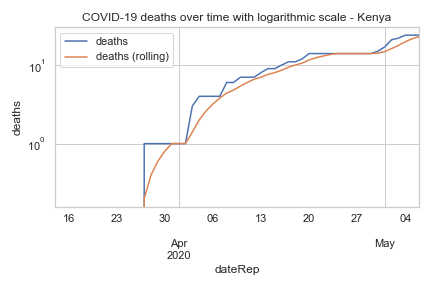 COVID-19 deaths over time with logarithmic scale - Kenya
deaths
deaths (rolling)
deaths
10¹
10⁰
16 23 30 06 13 20 27 04
Apr May
2020
dateRep